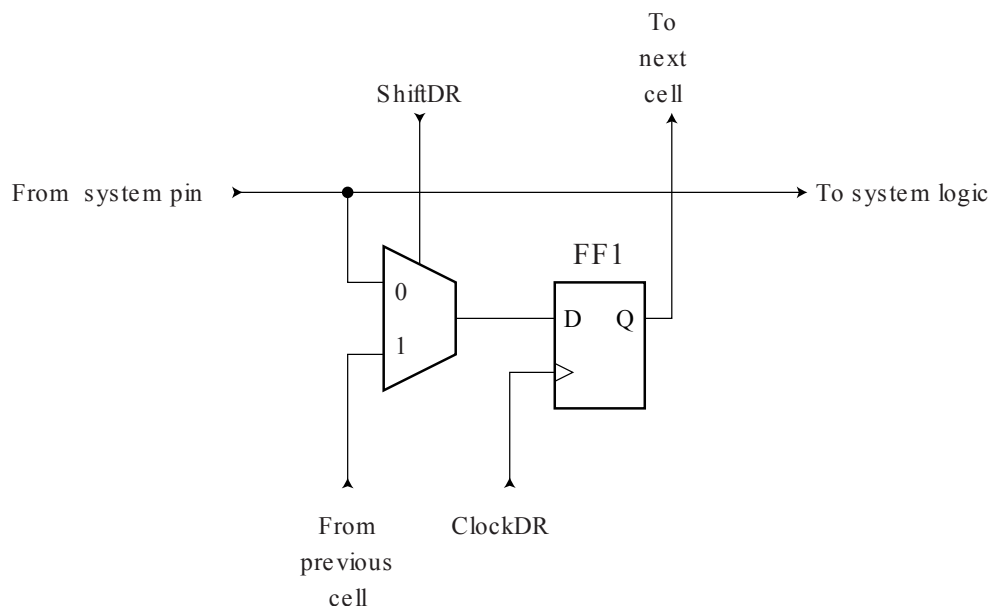 To
next
cell
ShiftDR
From system pin
To system logic
FF1
0
D Q
1
From
previous
cell
ClockDR